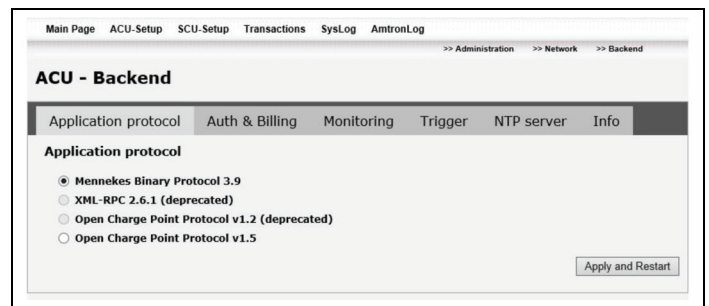 Main Page ACU-Setup SCU-Setup Transactions SysLog AmtronLog
>> Administration >> Network >> Backend
ACU - Backend
Application protocol Auth & Billing Monitoring Trigger NTP server Info
Application protocol
Mennekes Binary Protocol 3.9
XML-RPC 2.6.1 (deprecated)
Open Charge Point Protocol v1.2 (deprecated)
Open Charge Point Protocol v1.5
Apply and Restart